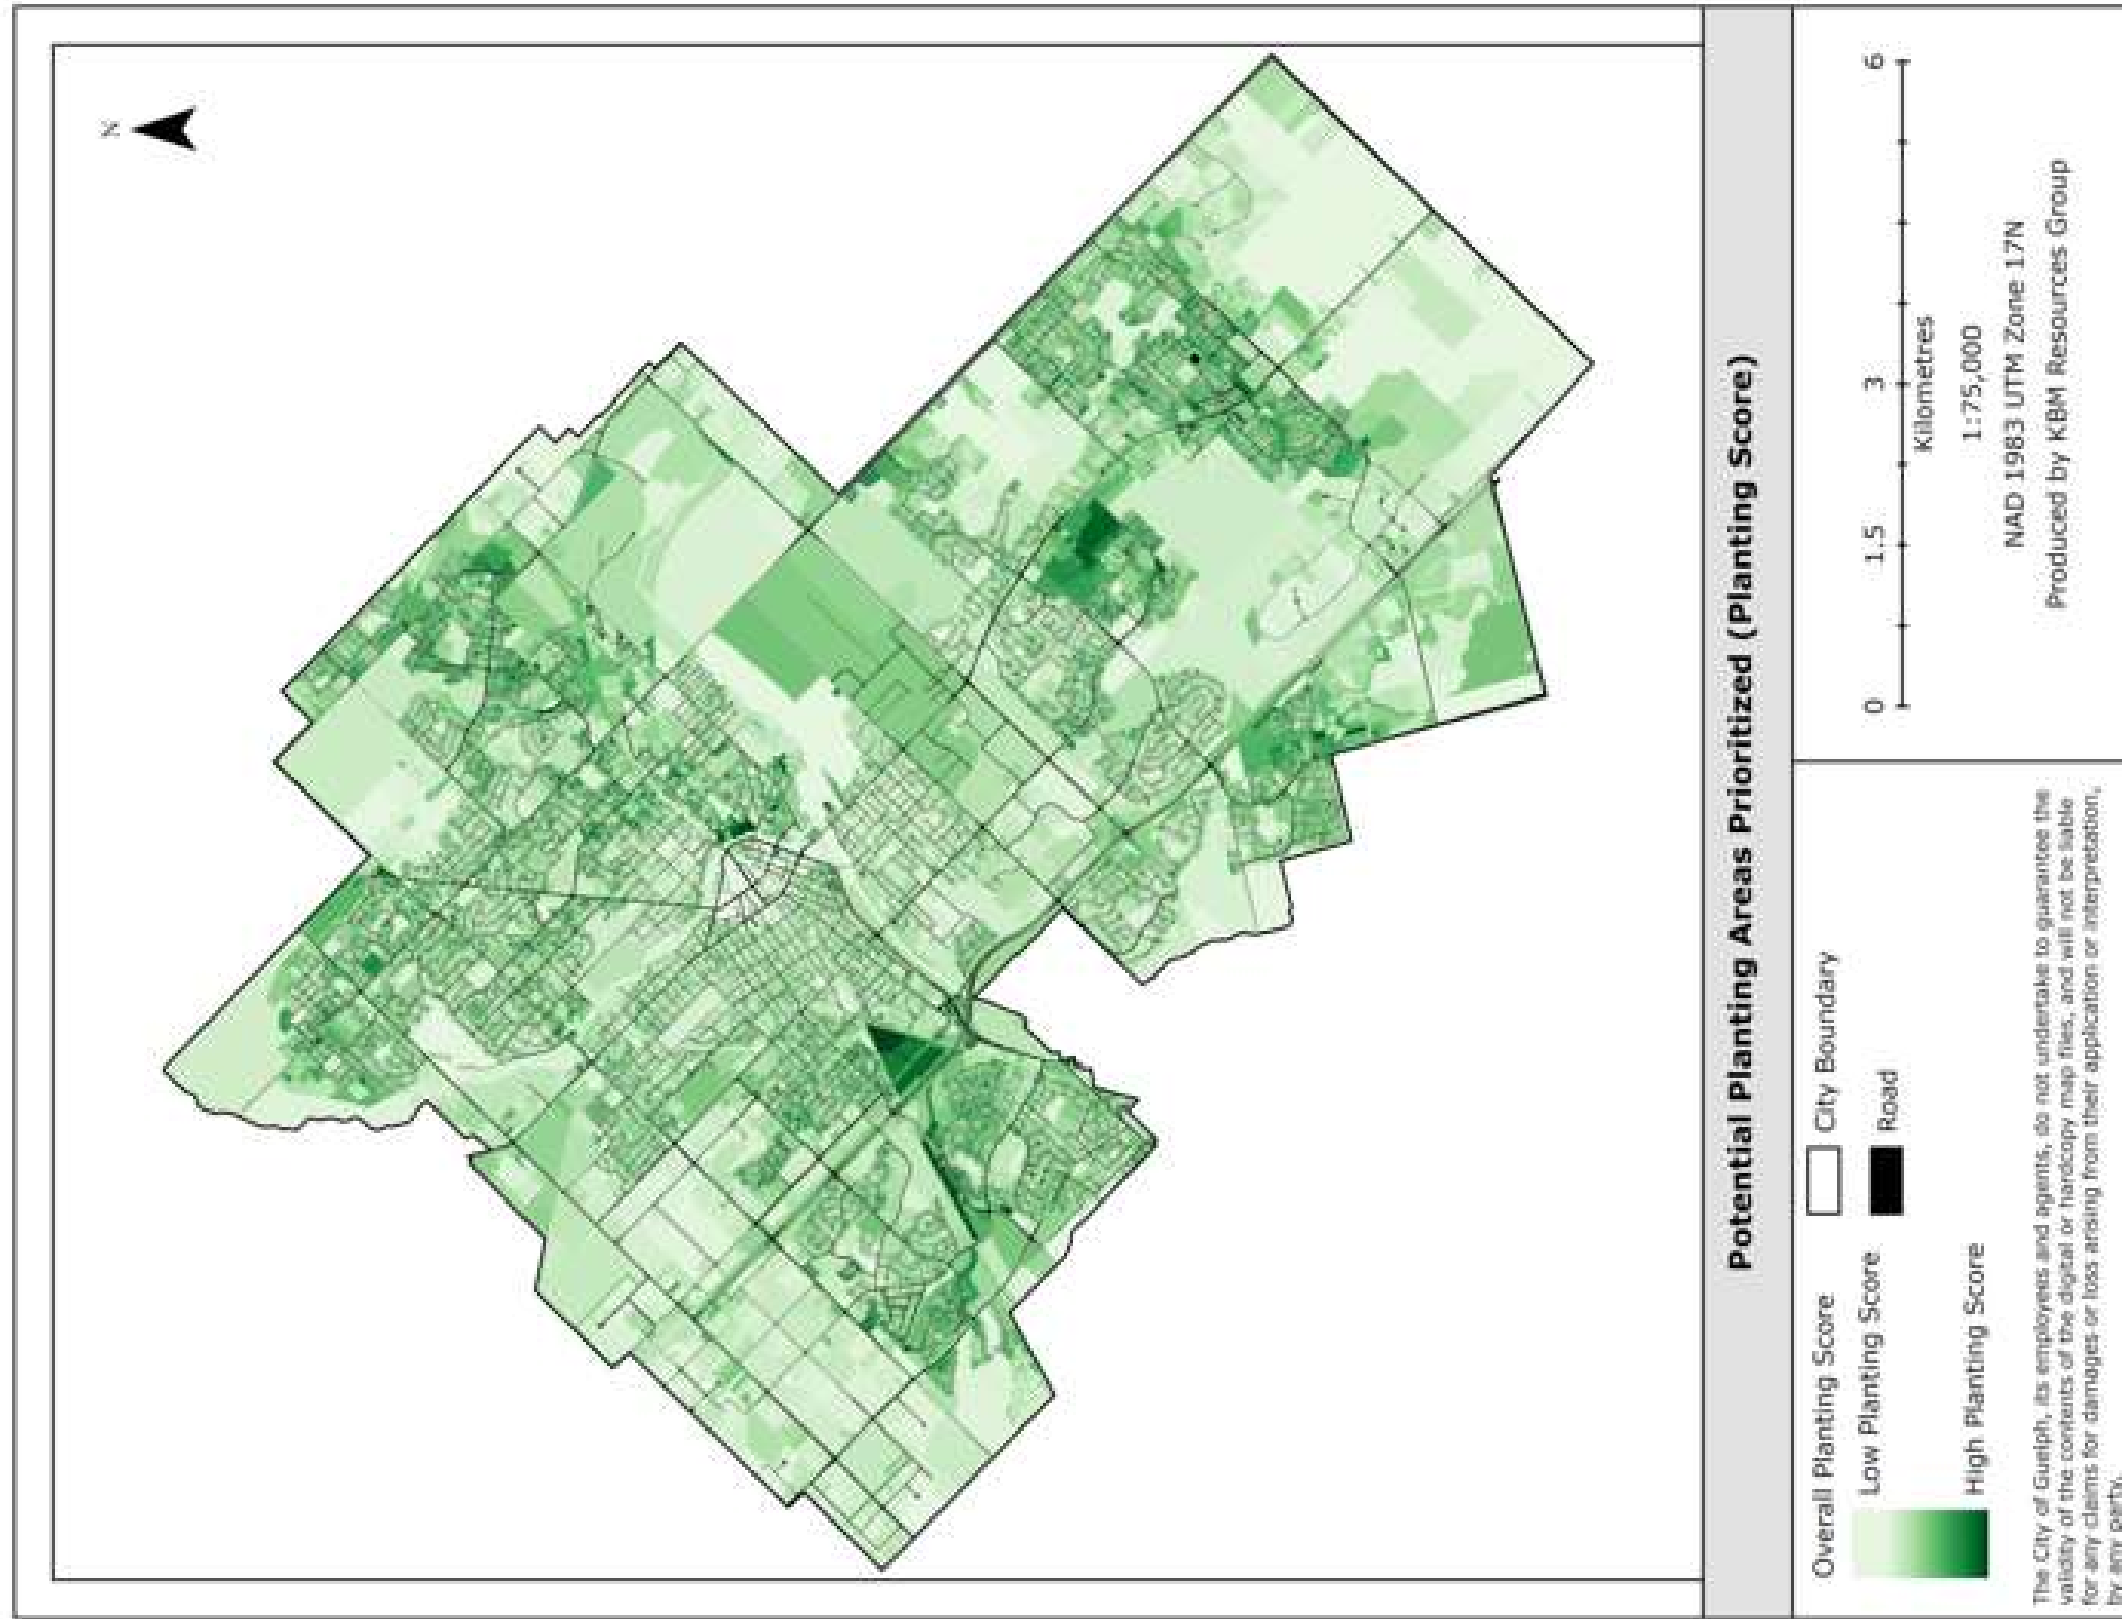 N
Potential Planting Areas Prioritized (Planting Score)
Overall Planting Score
Low Planting Score
High Planting Score
City Boundary
Road
The City of Guelph, its employees and agents, do not undertake to guarantee the
validity of the contents of the digital or hardcopy map files, and will not be liable
for any claims for damages or loss arising from their application or interpretation,
by any party.
0 1.5 3 6
Kilometres
1:75,000
NAD 1983 UTM Zone 17N
Produced by KBM Resources Group